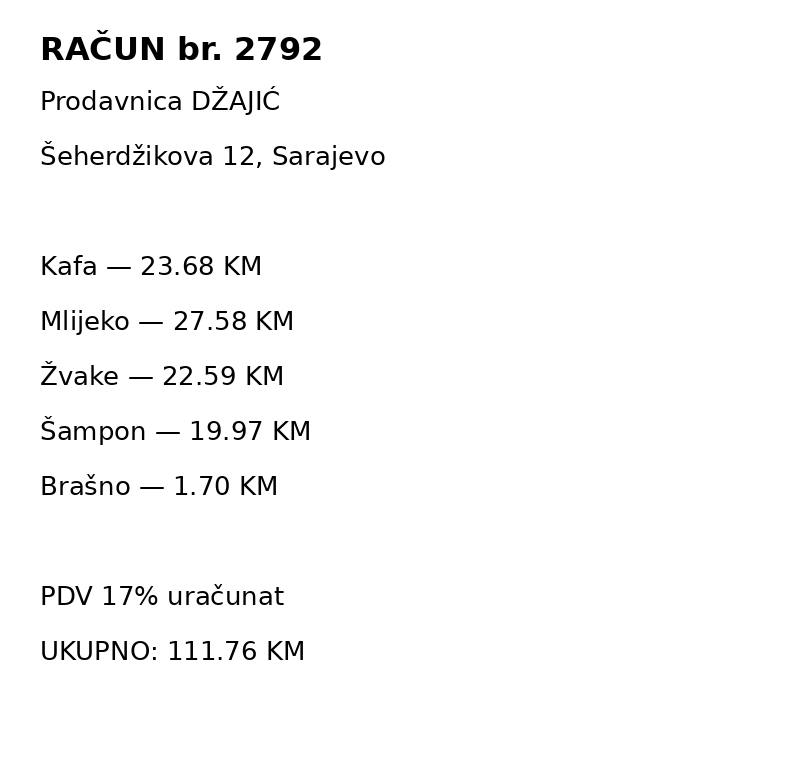 RAČUN br. 2792
Prodavnica DŽAJIĆ
Šeherdžikova 12, Sarajevo
Kafa — 23.68 KM
Mlijeko — 27.58 KM
Žvake — 22.59 KM
Šampon — 19.97 KM
Brašno — 1.70 KM
PDV 17% uračunat
UKUPNO: 111.76 KM